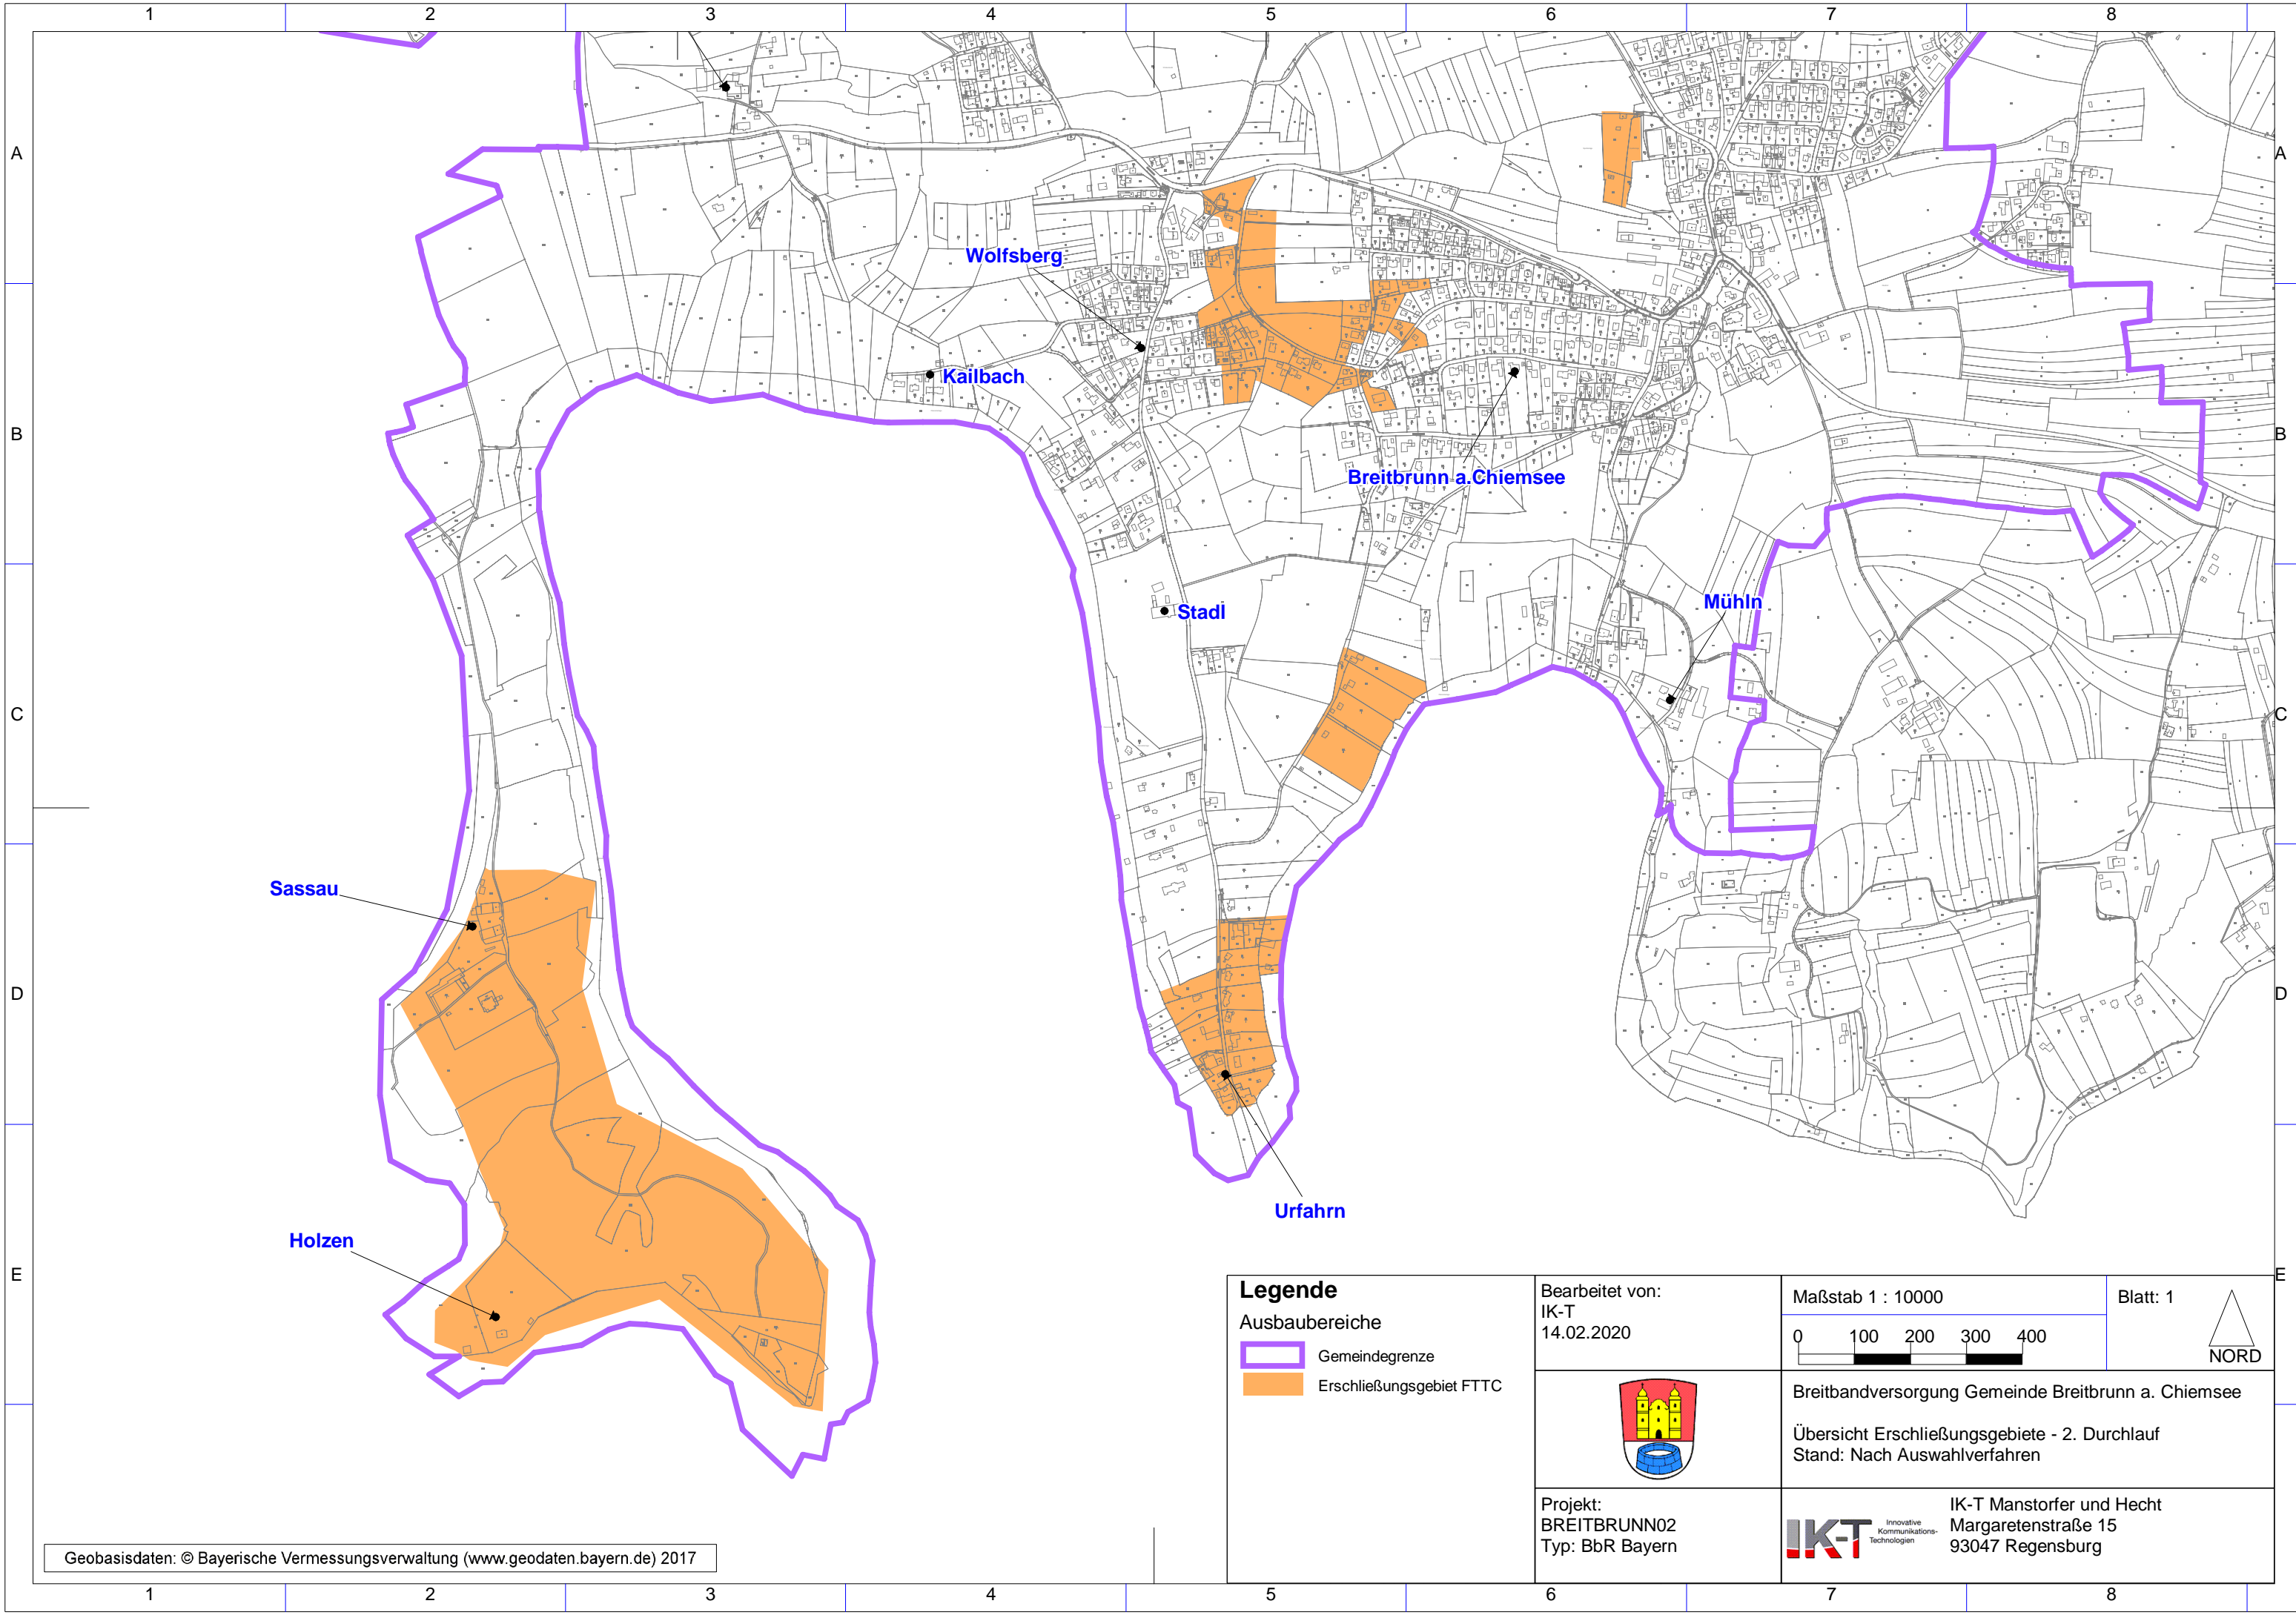 1 2 3 4 5 6 7 8
A A
Wolfsberg
Kailbach
B B
Breitbrunn a.Chiemsee
Stadl
Mühln
C C
Sassau
D D
Urfahrn
Holzen
E E
Legende
Ausbaubereiche
Gemeindegrenze
Erschließungsgebiet FTTC
Bearbeitet von:
IK-T
14.02.2020
Maßstab 1 : 10000
Blatt: 1
0 100 200 300 400
NORD
Breitbandversorgung Gemeinde Breitbrunn a. Chiemsee
Übersicht Erschließungsgebiete - 2. Durchlauf
Stand: Nach Auswahlverfahren
Projekt:
BREITBRUNN02
Typ: BbR Bayern
IK-T
Innovative
Kommunikations-
Technologien
IK-T Manstorfer und Hecht
Margaretenstraße 15
93047 Regensburg
Geobasisdaten: © Bayerische Vermessungsverwaltung (www.geodaten.bayern.de) 2017
1 2 3 4 5 6 7 8